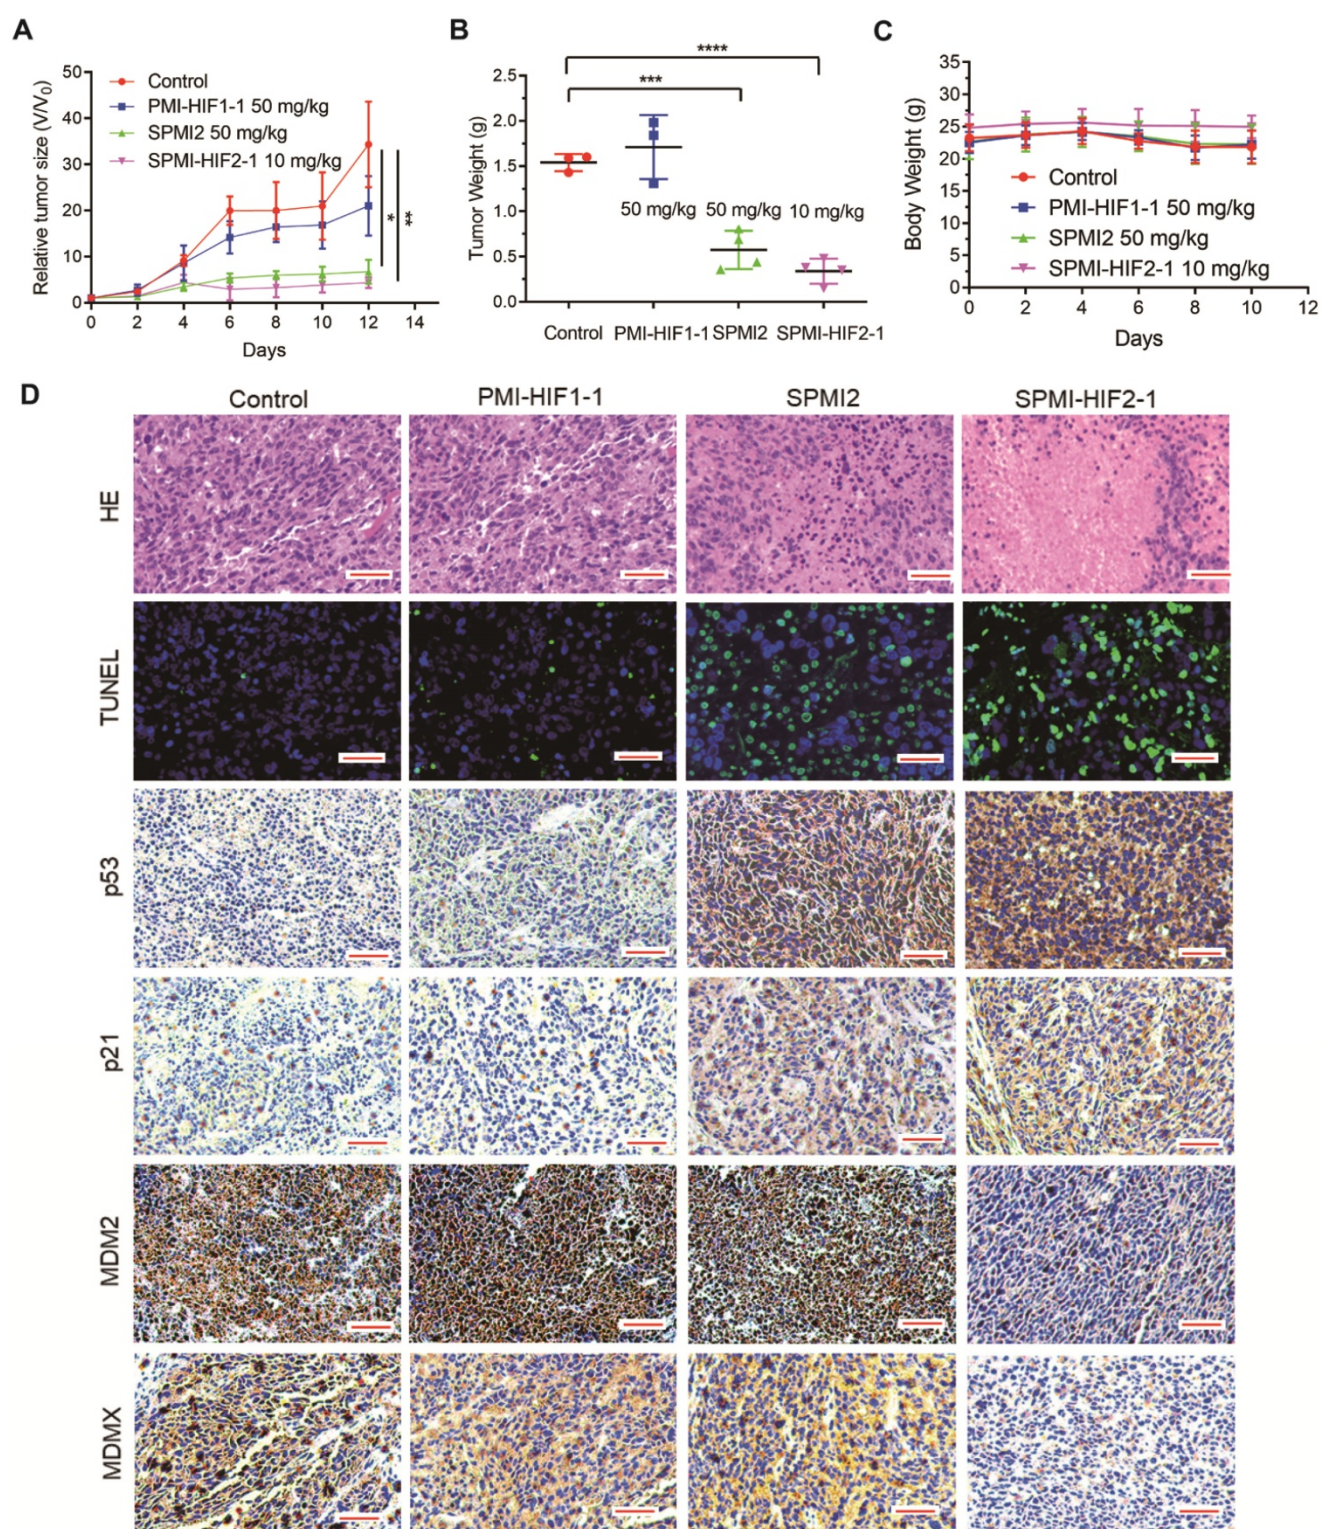 A
Relative tumor size (V/V0)
50
40
30
20
10
0
Control
PMI-HIF1-1 50 mg/kg
SPMI2 50 mg/kg
SPMI-HIF2-1 10 mg/kg
*
**
0 2 4 6 8 10 12 14
Days
B
Tumor Weight (g)
2.5
2.0
1.5
1.0
0.5
0.0
****
***
50 mg/kg 50 mg/kg 10 mg/kg
Control PMI-HIF1-1 SPMI2 SPMI-HIF2-1
C
Body Weight (g)
35
30
25
20
15
10
5
0
Control
PMI-HIF1-1 50 mg/kg
SPMI2 50 mg/kg
SPMI-HIF2-1 10 mg/kg
0 2 4 6 8 10 12
Days
D
Control PMI-HIF1-1 SPMI2 SPMI-HIF2-1
HE
TUNEL
p53
p21
MDM2
MDMX